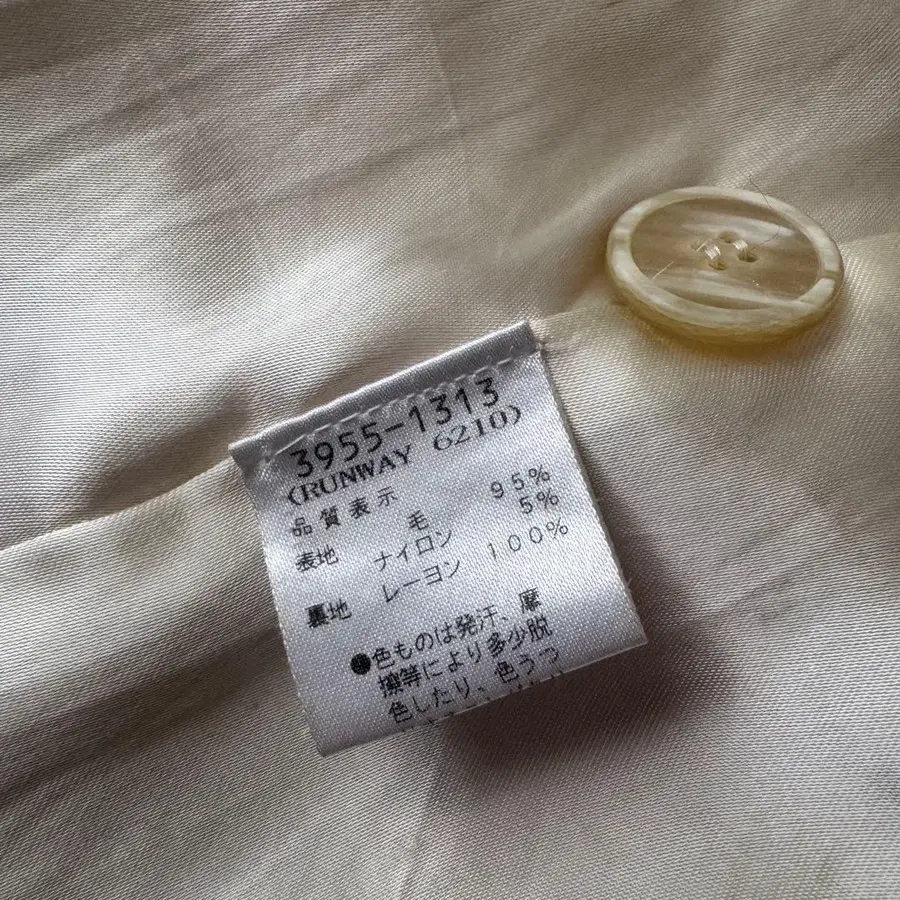 3955-1313
(RUNWAY 6210)
品質表示
表地 毛 95%
ナイロン 5%
裏地 レーヨン 100%
●色ものは発汗、摩
擦等により多少脱
色したり、色うつ